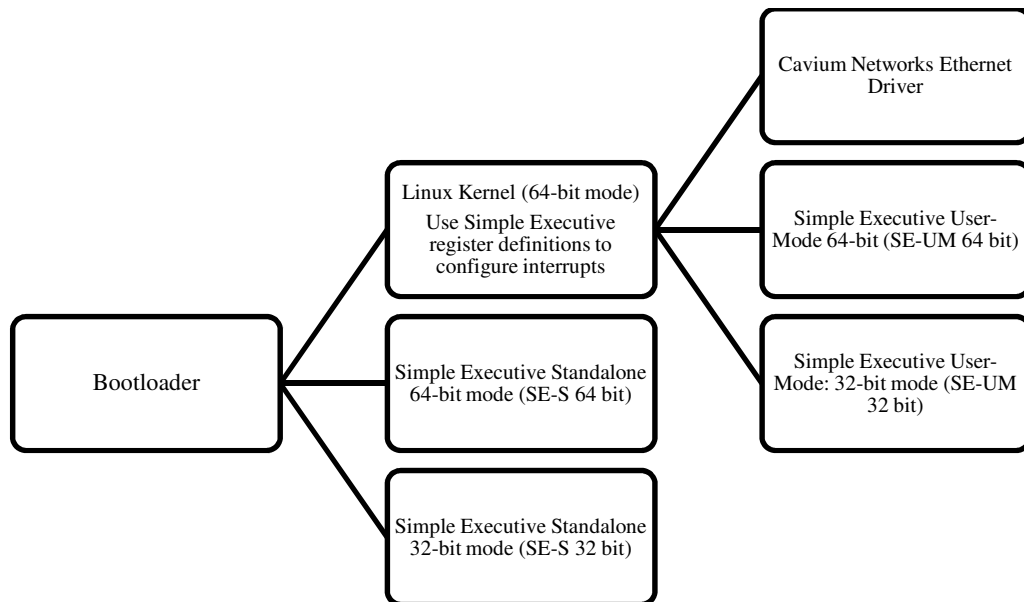 Bootloader
Linux Kernel (64-bit mode)
Use Simple Executive
register definitions to
configure interrupts
Simple Executive Standalone
64-bit mode (SE-S 64 bit)
Simple Executive Standalone
32-bit mode (SE-S 32 bit)
Cavium Networks Ethernet
Driver
Simple Executive User-
Mode 64-bit (SE-UM 64 bit)
Simple Executive User-
Mode: 32-bit mode (SE-UM
32 bit)